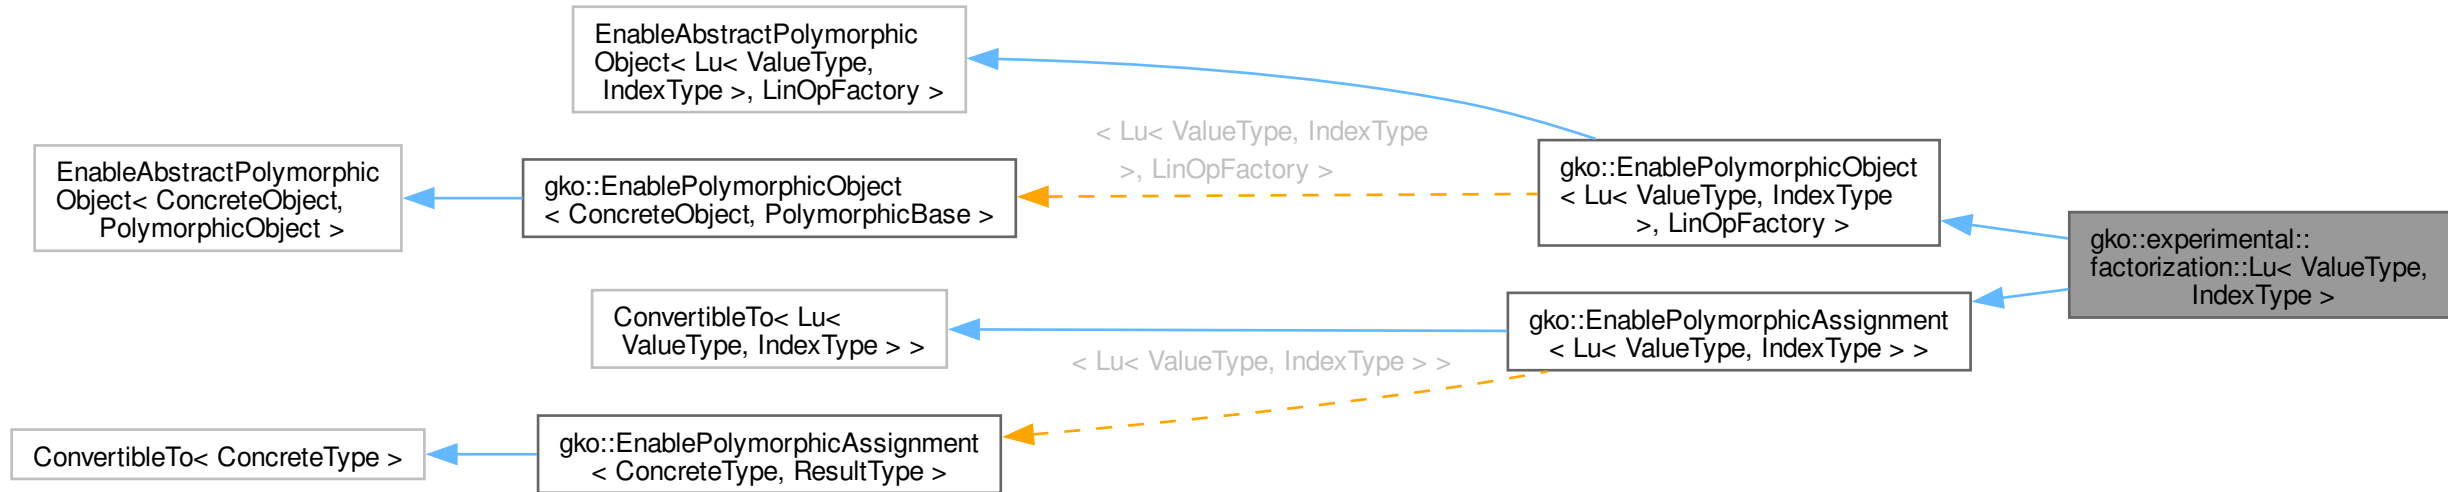 EnableAbstractPolymorphic
Object< Lu< ValueType,
IndexType >, LinOpFactory >
EnableAbstractPolymorphic
Object< ConcreteObject,
PolymorphicObject >
gko::EnablePolymorphicObject
< ConcreteObject, PolymorphicBase >
< Lu< ValueType, IndexType
>, LinOpFactory >
gko::EnablePolymorphicObject
< Lu< ValueType, IndexType
>, LinOpFactory >
gko::experimental::
factorization::Lu< ValueType,
IndexType >
ConvertibleTo< Lu<
ValueType, IndexType > >
< Lu< ValueType, IndexType > >
gko::EnablePolymorphicAssignment
< Lu< ValueType, IndexType > >
ConvertibleTo< ConcreteType >
gko::EnablePolymorphicAssignment
< ConcreteType, ResultType >